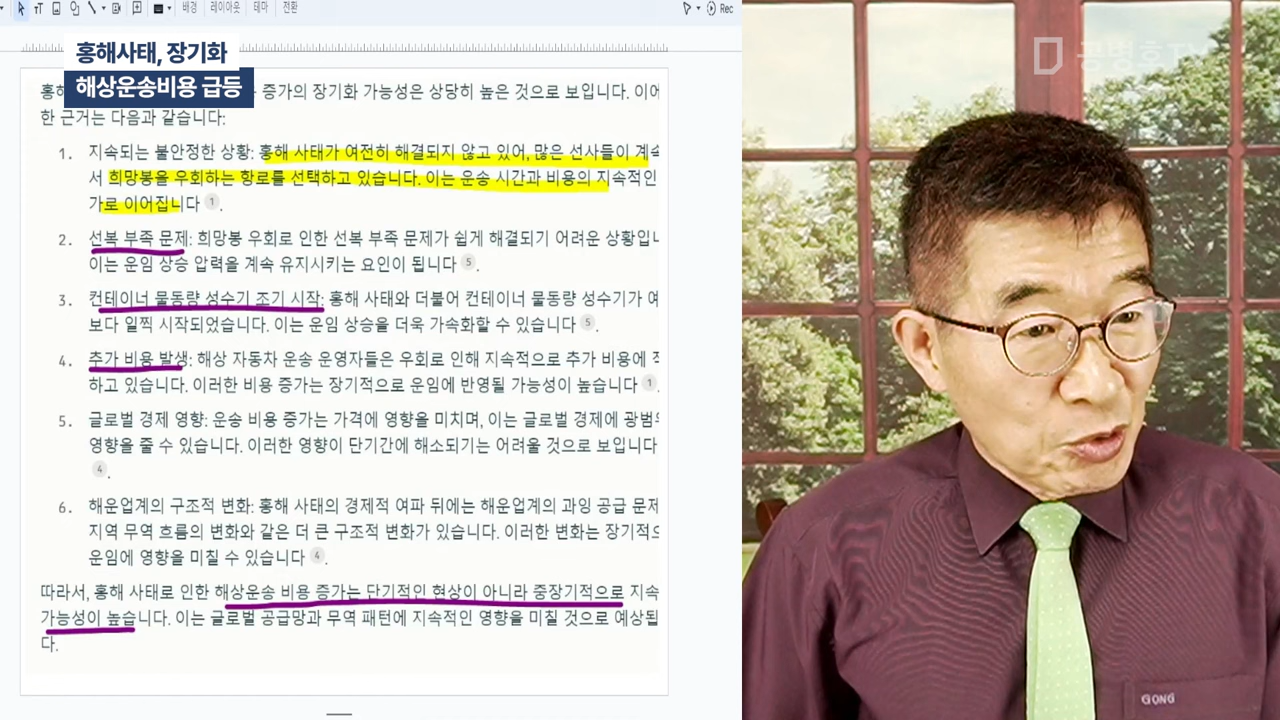 배경 레이아웃 테마 전환
Rec
홍해사태, 장기화
해상운송비용 급등
공병호TV
홍해 증가의 장기화 가능성은 상당히 높은 것으로 보입니다.
한 근거는 다음과 같습니다:
1. 지속되는 불안정한 상황: 홍해 사태가 여전히 해결되지 않고 있어, 많은 선사들이
서 희망봉을 우회하는 항로를 선택하고 있습니다. 이는 운송 시간과 비용의 지속적인
가로 이어집니다 1.
2. 선복 부족 문제: 희망봉 우회로 인한 선복 부족 문제가 쉽게 해결되기 어려운
이는 운임 상승 압력을 계속 유지시키는 요인이 됩니다 5.
3. 컨테이너 물동량 성수기 조기 시작: 홍해 사태와 더불어 컨테이너 물동량 성수기가
보다 일찍 시작되었습니다. 이는 운임 상승을 더욱 가속화할 수 있습니다 5.
4. 추가 비용 발생: 해상 자동차 운송 운영자들은 우회로 인해 지속적으로 추가 비용에
하고 있습니다. 이러한 비용 증가는 장기적으로 운임에 반영될 가능성이 높습니다 1.
5. 글로벌 경제 영향: 운송 비용 증가는 가격에 영향을 미치며, 이는 글로벌 경제에
영향을 줄 수 있습니다. 이러한 영향이 단기간에 해소되기는 어려울 것으로 보입니다
4.
6. 해운업계의 구조적 변화: 홍해 사태의 경제적 여파 뒤에는 해운업계의 과잉 공급 문제
지역 무역 흐름의 변화와 같은 더 큰 구조적 변화가 있습니다. 이러한 변화는
운임에 영향을 미칠 수 있습니다 4.
따라서, 홍해 사태로 인한 해상운송 비용 증가는 단기적인 현상이 아니라 중장기적으로 지속
가능성이 높습니다. 이는 글로벌 공급망과 무역 패턴에 지속적인 영향을 미칠 것으로
다.
GONG